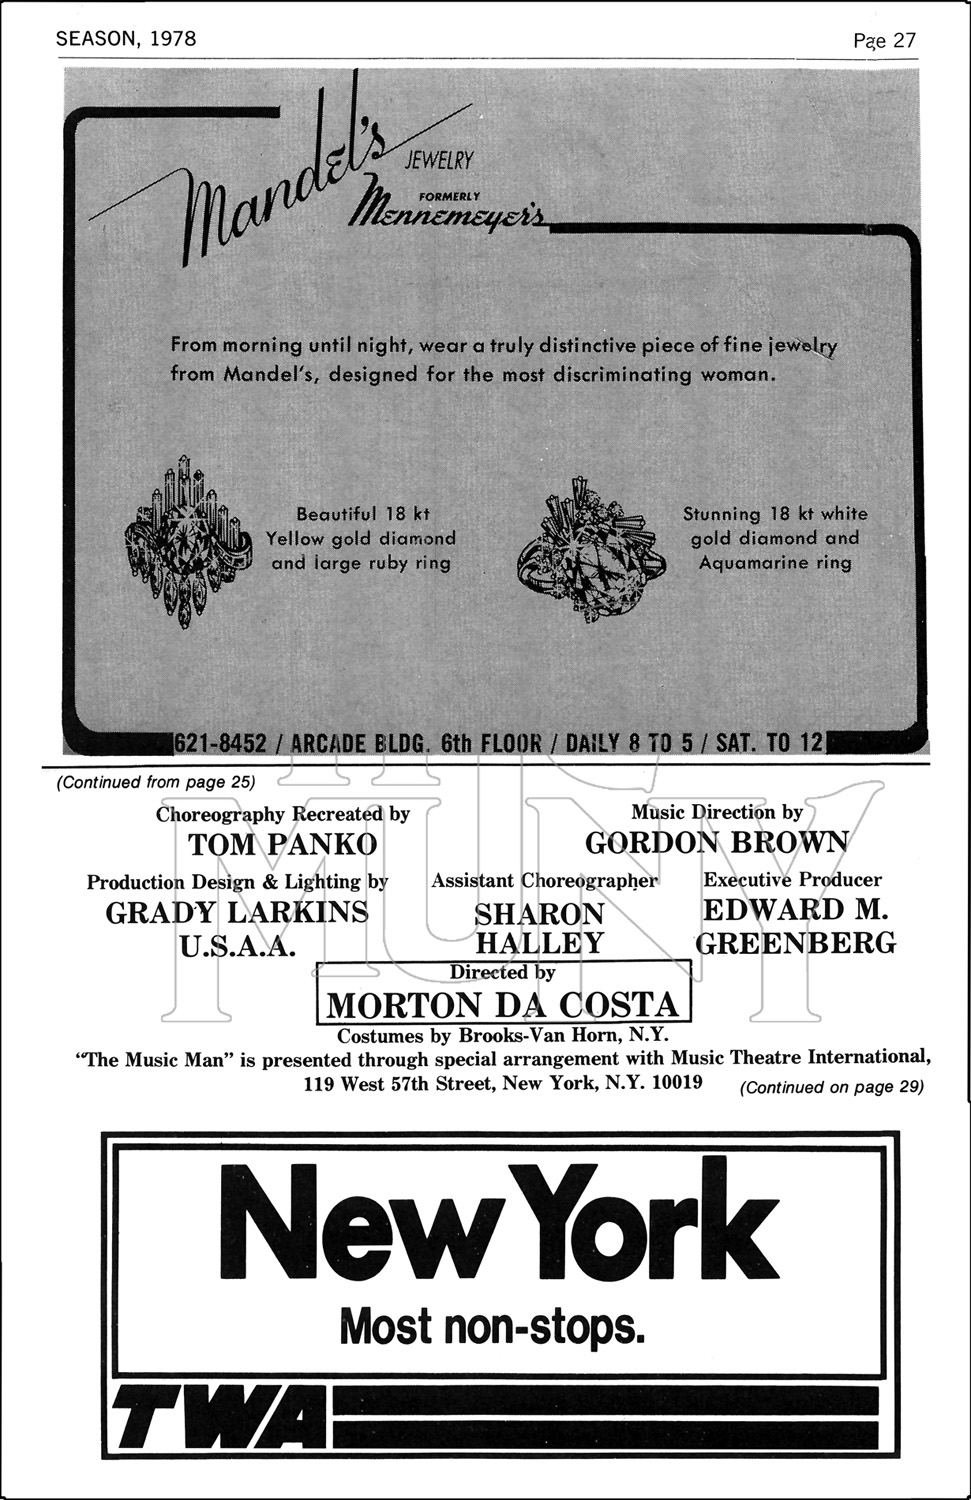 SEASON, 1978
Page 27
Mandel's
JEWELRY
FORMERLY
Mennemeyer's
From morning until night, wear a truly distinctive piece of fine jewelry
from Mandel's, designed for the most discriminating woman.
Beautiful 18 kt
Yellow gold diamond
and large ruby ring
Stunning 18 kt white
gold diamond and
Aquamarine ring
621-8452 / ARCADE BLDG. 6th FLOOR / DAILY 8 TO 5 / SAT. TO 12
(Continued from page 25)
Choreography Recreated by
TOM PANKO
Music Direction by
GORDON BROWN
Production Design & Lighting by
GRADY LARKINS
U.S.A.A.
Assistant Choreographer
SHARON
HALLEY
Executive Producer
EDWARD M.
GREENBERG
Directed by
MORTON DA COSTA
Costumes by Brooks-Van Horn, N.Y.
"The Music Man" is presented through special arrangement with Music Theatre International,
119 West 57th Street, New York, N.Y. 10019
(Continued on page 29)
MUNY
New York
Most non-stops.
TWA